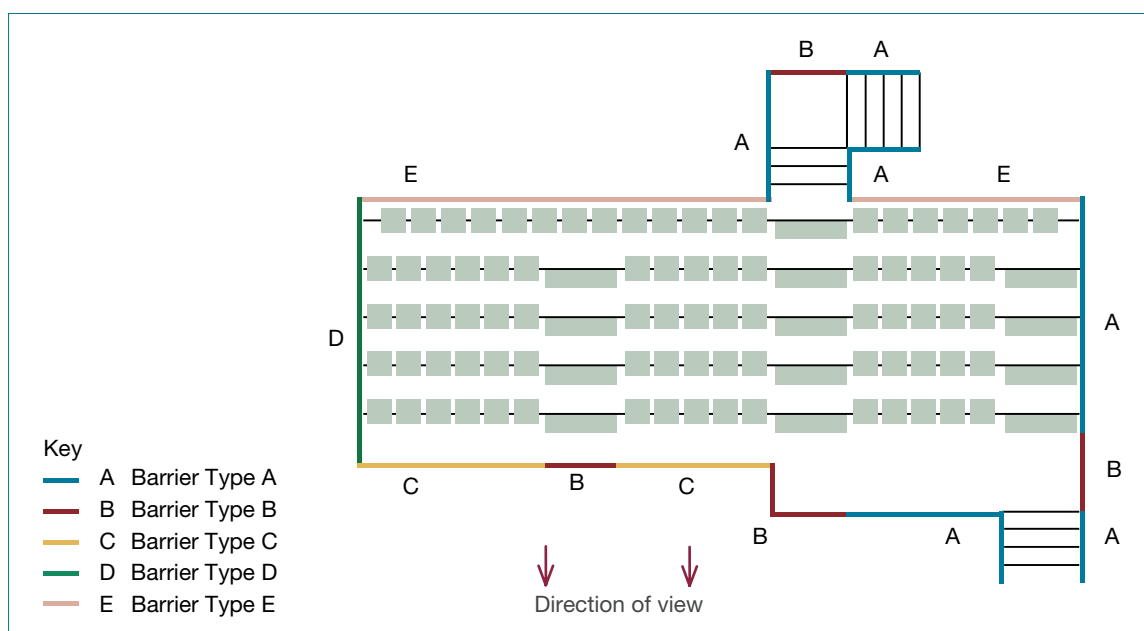 B A
A
E A E
D A
Key
A Barrier Type A
B Barrier Type B
C Barrier Type C
D Barrier Type D
E Barrier Type E
C B C B
B A A
Direction of view